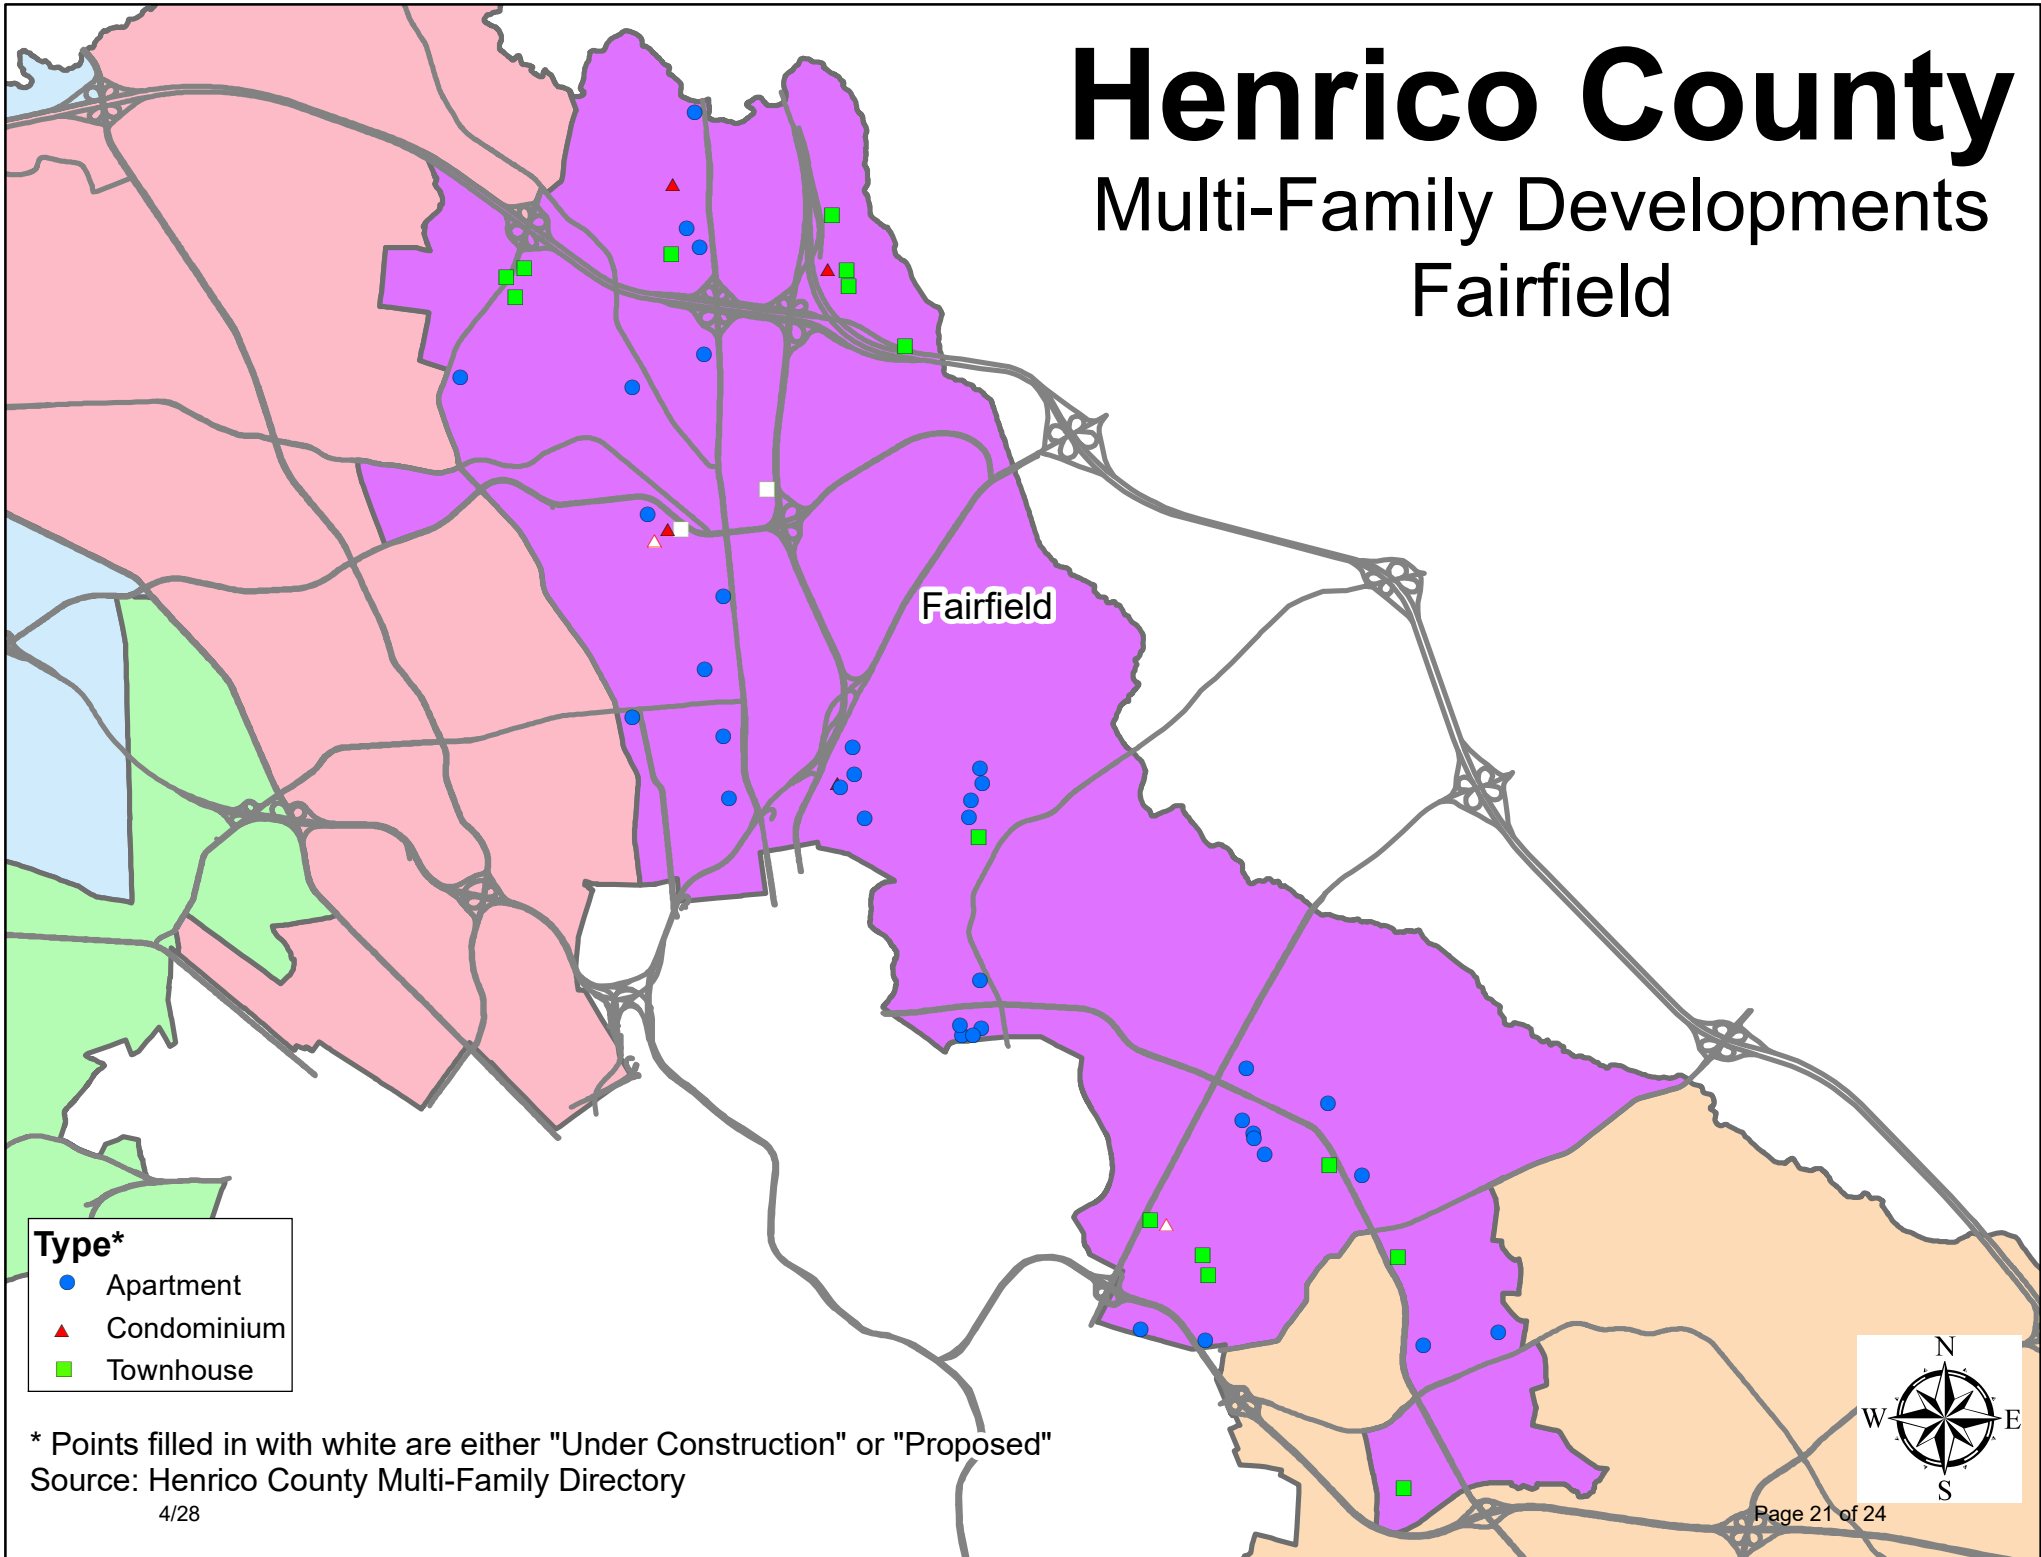 Henrico County
Multi-Family Developments
Fairfield
Fairfield
Type*
Apartment
Condominium
Townhouse
N
W
E
S
* Points filled in with white are either "Under Construction" or "Proposed"
Source: Henrico County Multi-Family Directory
4/28
Page 21 of 24